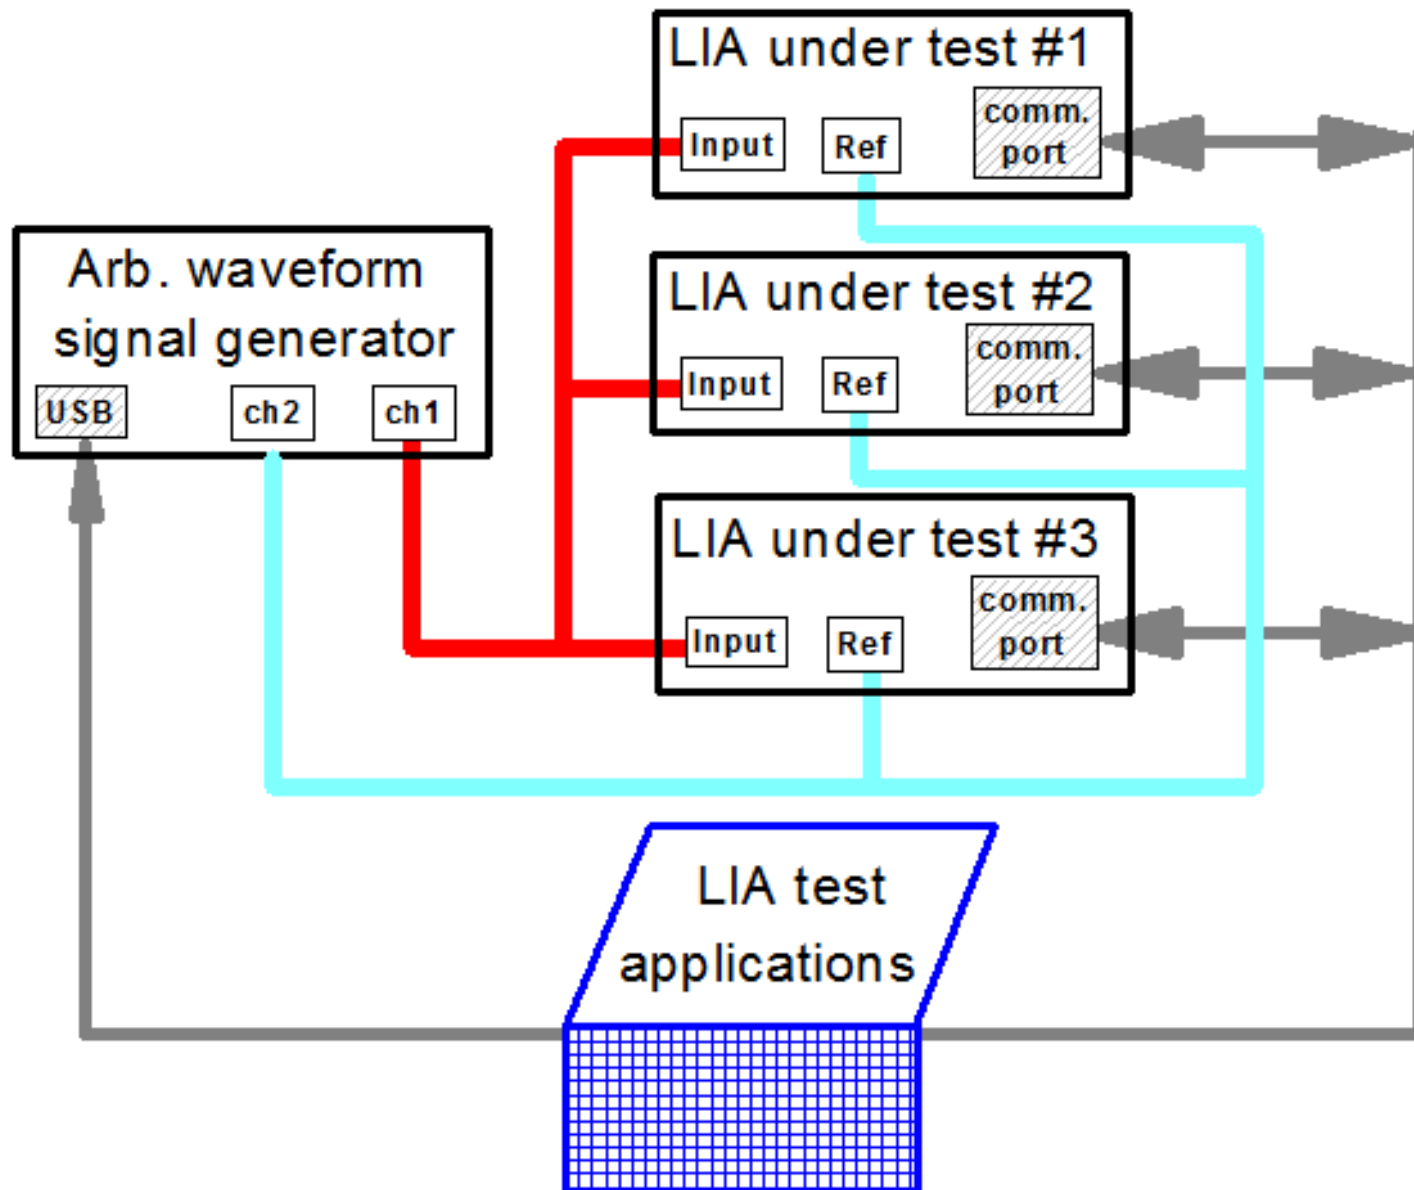 LIA under test #1
Input
Ref
comm.
port
Arb. waveform
signal generator
USB
ch2
ch1
LIA under test #2
Input
Ref
comm.
port
LIA under test #3
Input
Ref
comm.
port
LIA test
applications